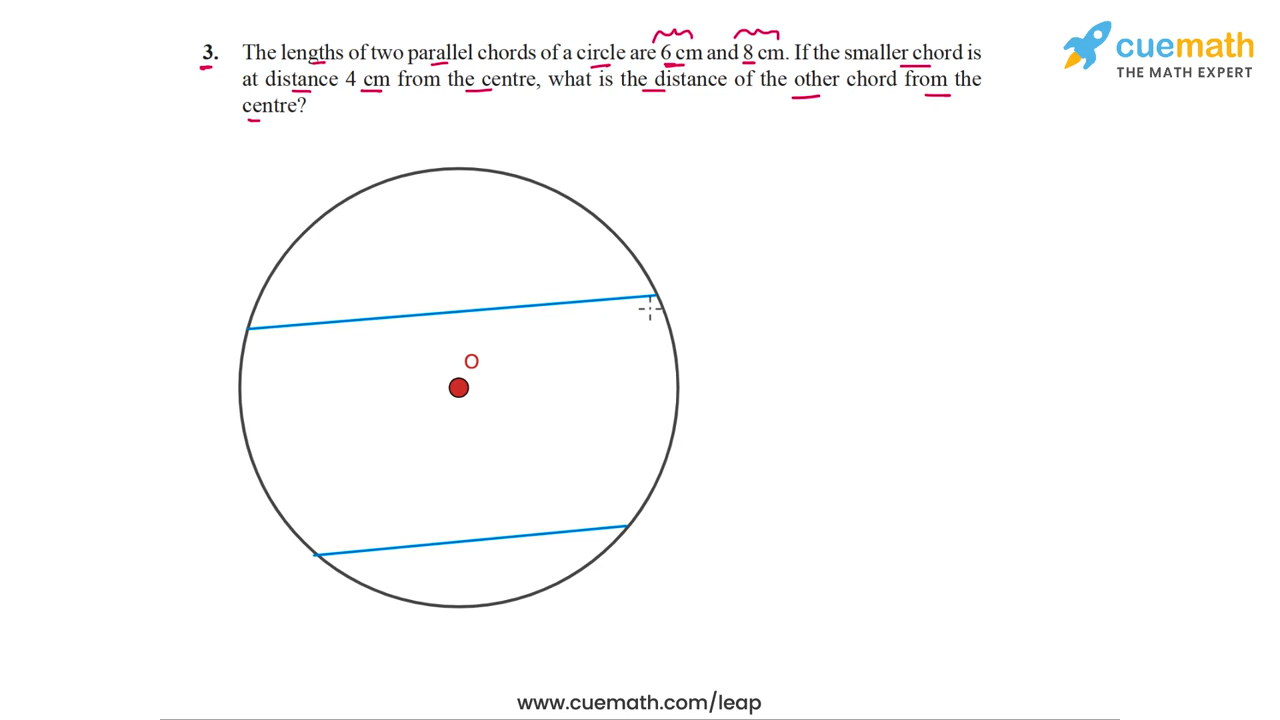 3. The lengths of two parallel chords of a circle are 6 cm and 8 cm. If the smaller chord is
at distance 4 cm from the centre, what is the distance of the other chord from the
centre?
cuemath
THE MATH EXPERT
O
www.cuemath.com/leap